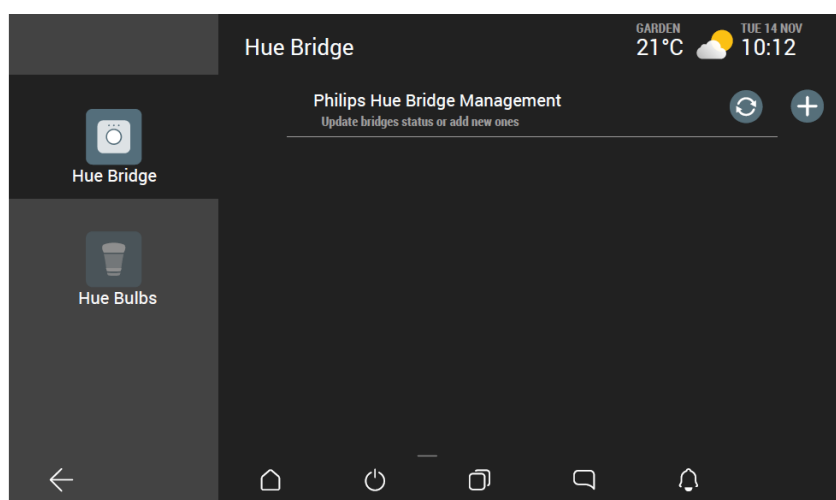 Hue Bridge
GARDEN
21°C
TUE 14 NOV
10:12
Philips Hue Bridge Management
Update bridges status or add new ones
Hue Bridge
Hue Bulbs